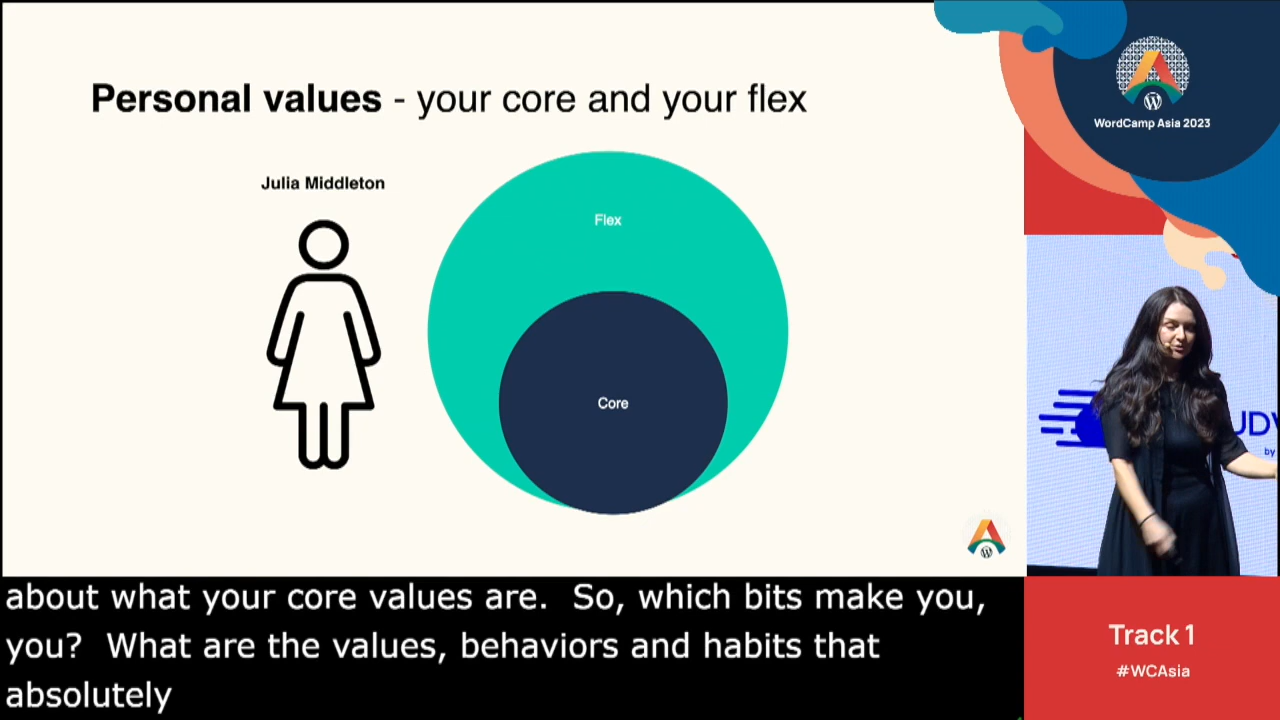 Personal values - your core and your flex
Julia Middleton
Flex
Core
WordCamp Asia 2023
by
about what your core values are.  So, which bits make you,
you?  What are the values, behaviors and habits that
absolutely
Track 1
#WCAsia